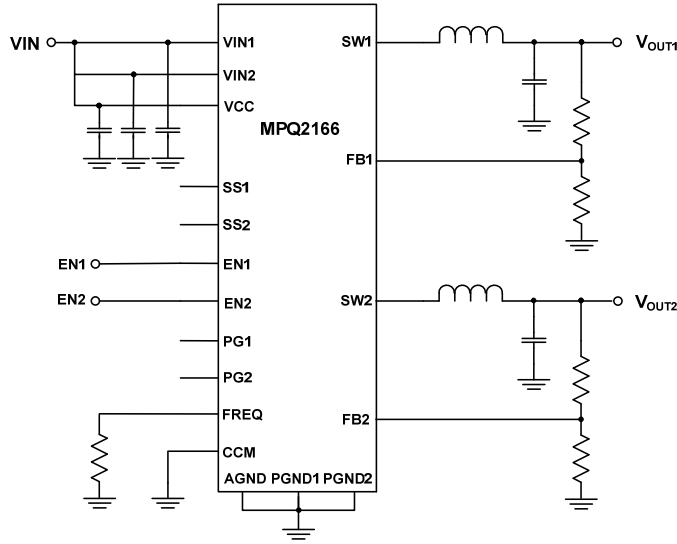 VIN
VIN1
VIN2
VCC
MPQ2166
SW1
VOUT1
FB1
SS1
SS2
EN1
EN1
EN2
EN2
SW2
VOUT2
PG1
PG2
FREQ
FB2
CCM
AGND PGND1 PGND2